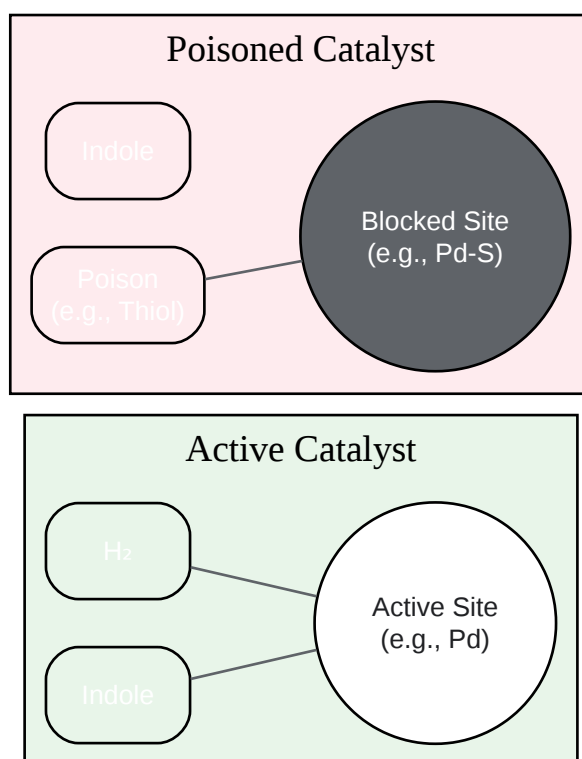 Poisoned Catalyst
Indole
Blocked Site
(e.g., Pd-S)
Poison
(e.g., Thiol)
Active Catalyst
H₂
Active Site
(e.g., Pd)
Indole